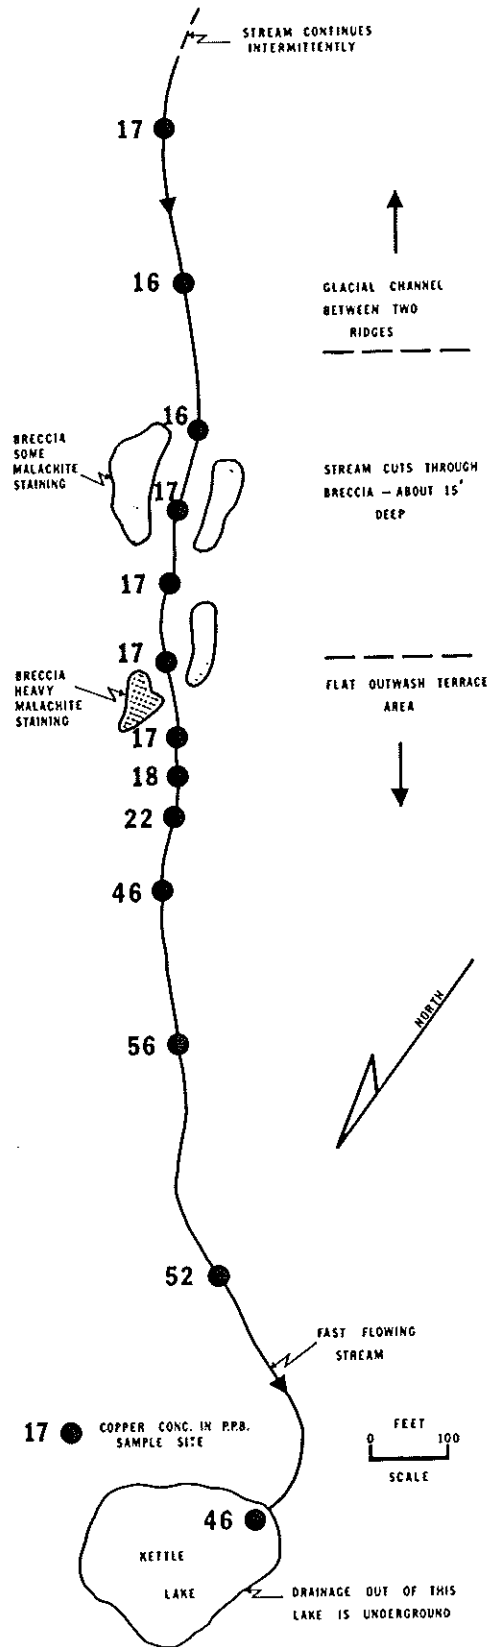 STREAM CONTINUES
INTERMITTENTLY
17
16
GLACIAL CHANNEL
BETWEEN TWO
RIDGES
16
BRECCIA
SOME
MALACHITE
STAINING
17
STREAM CUTS THROUGH
BRECCIA — ABOUT 15'
DEEP
17
17
BRECCIA
HEAVY
MALACHITE
STAINING
FLAT OUTWASH TERRACE
AREA
17
18
22
46
NORTH
56
52
FAST FLOWING
STREAM
17
COPPER CONC. IN P.P.B.
SAMPLE SITE
FEET
0 100
SCALE
46
KETTLE
LAKE
DRAINAGE OUT OF THIS
LAKE IS UNDERGROUND